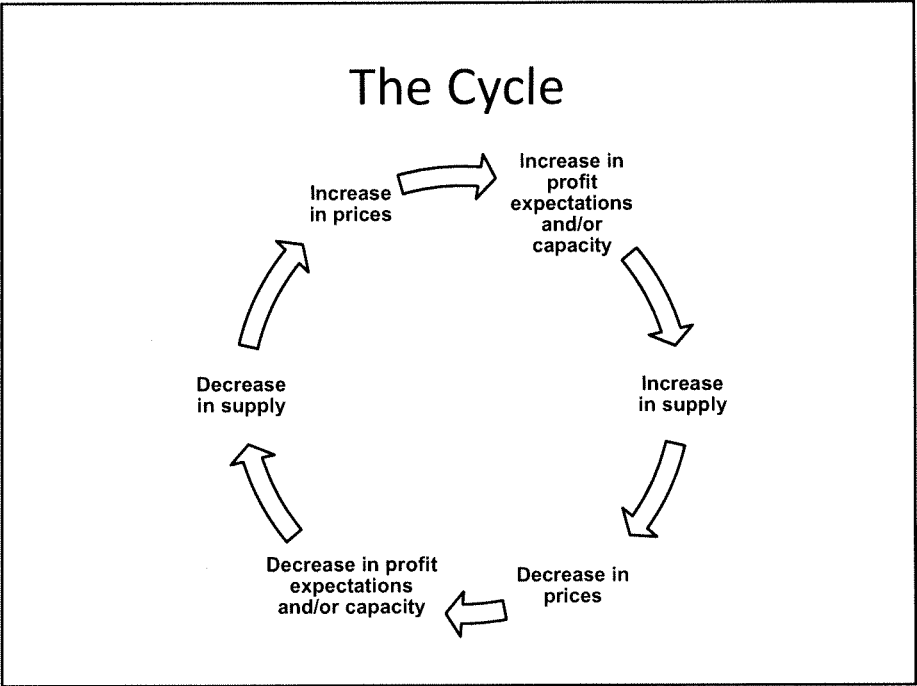 The Cycle
Increase
in prices
Increase in
profit
expectations
and/or
capacity
Increase
in supply
Decrease in
prices
Decrease in profit
expectations
and/or capacity
Decrease
in supply